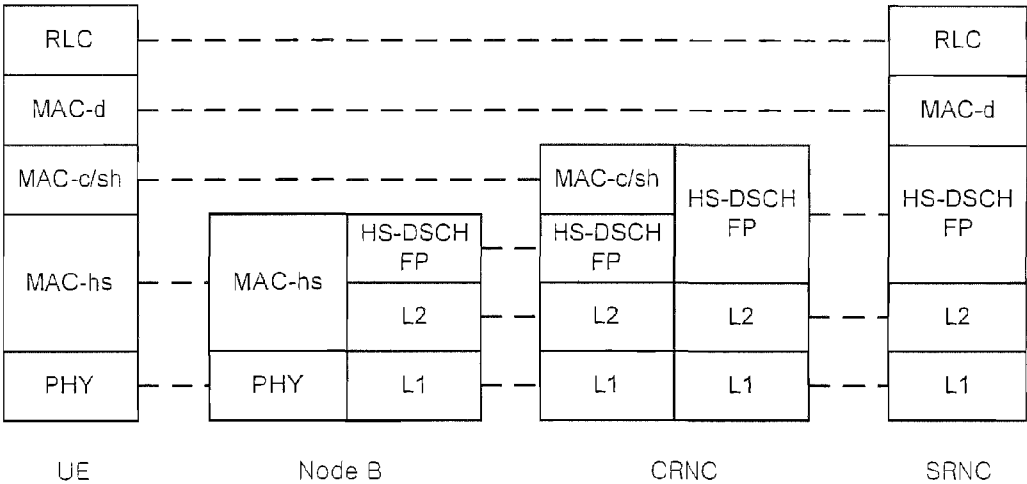 RLC
RLC
MAC-d
MAC-d
MAC-c/sh
MAC-c/sh
HS-DSCH
FP
HS-DSCH
FP
HS-DSCH
FP
HS-DSCH
FP
MAC-hs
MAC-hs
L2
L2
L2
L2
PHY
PHY
L1
L1
L1
L1
UE
Node B
CRNC
SRNC